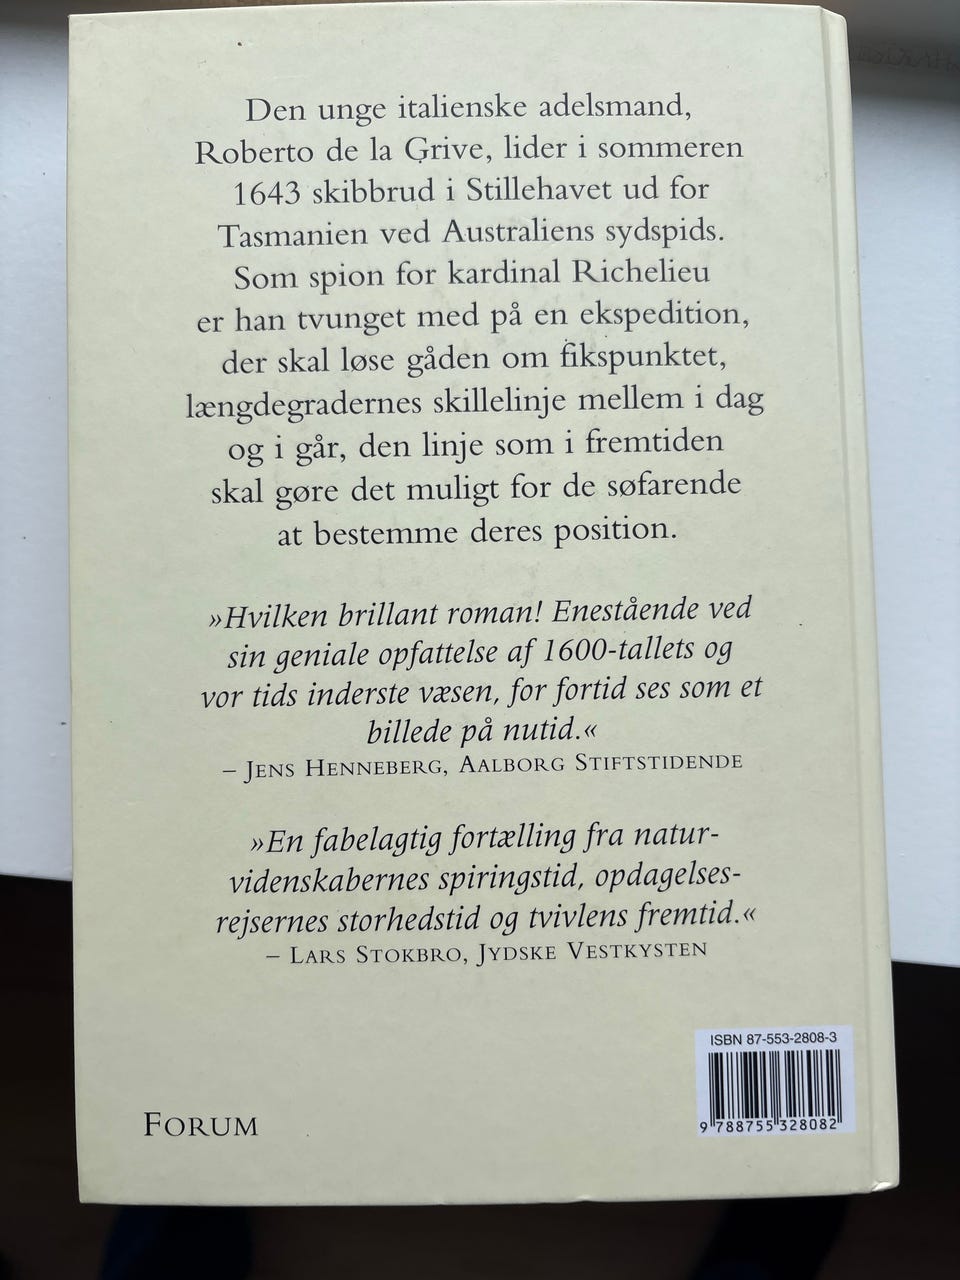 Den unge italienske adelsmand,
Roberto de la Grive, lider i sommeren
1643 skibbrud i Stillehavet ud for
Tasmanien ved Australiens sydspids.
Som spion for kardinal Richelieu
er han tvunget med på en ekspedition,
der skal løse gåden om fikspunktet,
længdegradernes skillelinje mellem i dag
og i går, den linje som i fremtiden
skal gøre det muligt for de søfarende
at bestemme deres position.
»Hvilken brillant roman! Enestående ved
sin geniale opfattelse af 1600-tallets og
vor tids inderste væsen, for fortid ses som et
billede på nutid.«
– Jens Henneberg, Aalborg Stiftstidende
»En fabelagtig fortælling fra natur-
videnskabernes spiringstid, opdagelses-
rejsernes storhedstid og tvivlens fremtid.«
– Lars Stokbro, Jydske Vestkysten
ISBN 87-553-2808-3
9 788755 328082
Forum